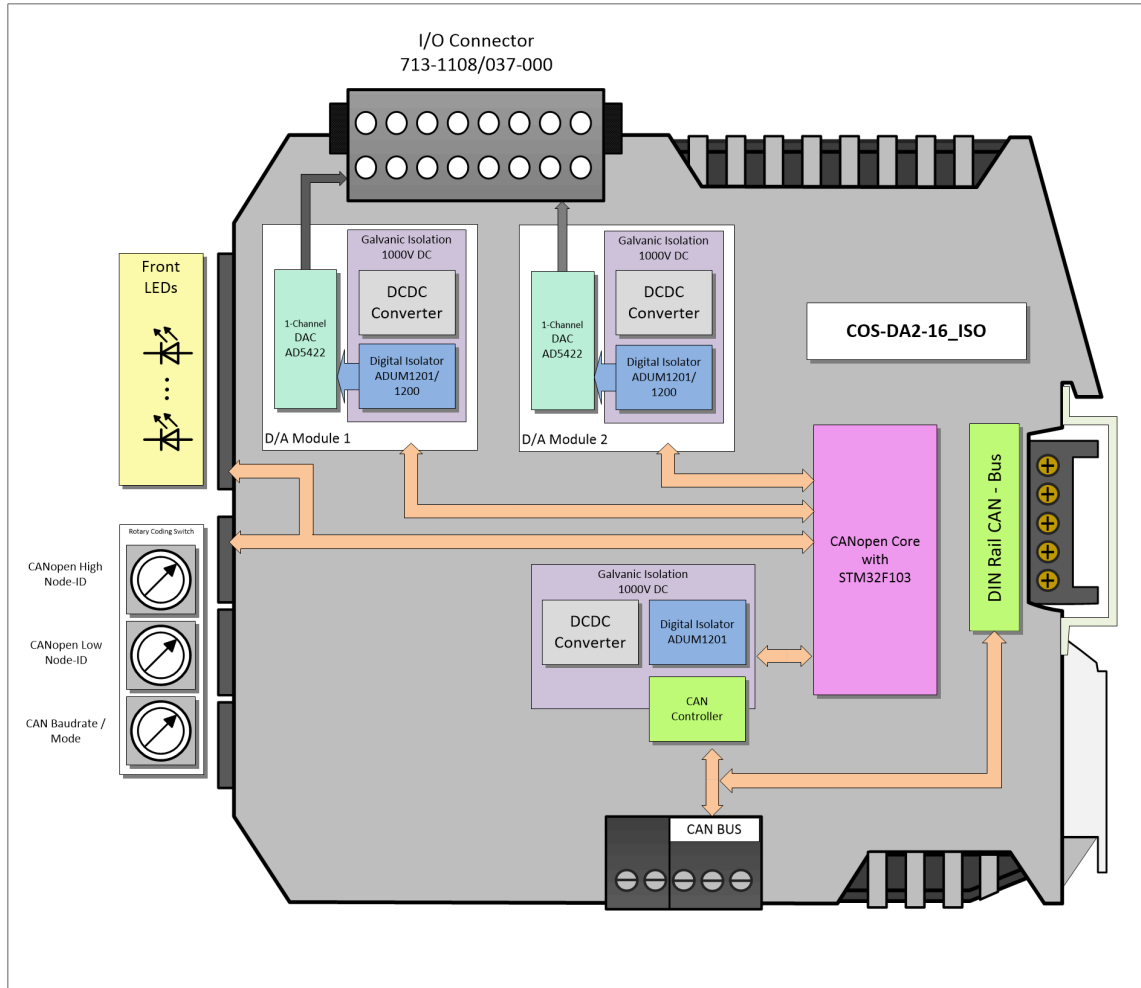 I/O Connector
713-1108/037-000
Front
LEDs
Galvanic Isolation
1000V DC
DCDC
Converter
1-Channel
DAC
AD5422
Digital Isolator
ADUM1201/
1200
D/A Module 1
Galvanic Isolation
1000V DC
DCDC
Converter
1-Channel
DAC
AD5422
Digital Isolator
ADUM1201/
1200
D/A Module 2
COS-DA2-16_ISO
DIN Rail CAN - Bus
CANopen Core
with
STM32F103
Rotary Coding Switch
CANopen High
Node-ID
CANopen Low
Node-ID
CAN Baudrate /
Mode
Galvanic Isolation
1000V DC
DCDC
Converter
Digital Isolator
ADUM1201
CAN
Controller
CAN BUS